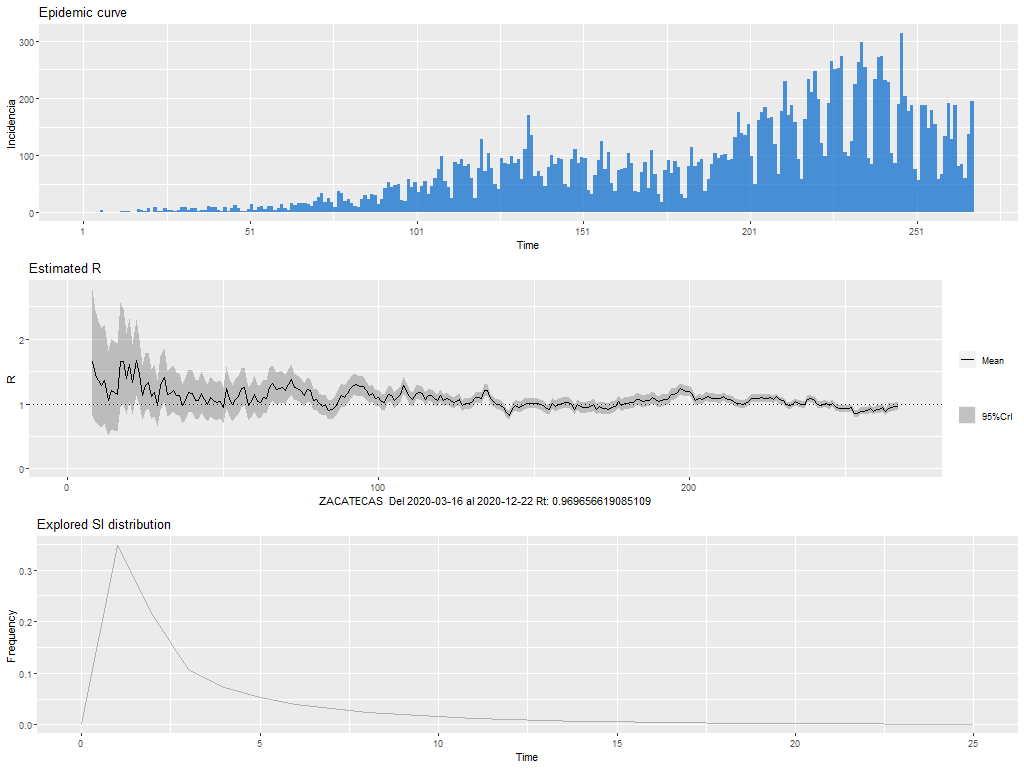 Epidemic curve
300
200
100
0
Incidencia
1
51
101
151
201
251
Time
Estimated R
2
1
0
R
0
100
200
ZACATECAS Del 2020-03-16 al 2020-12-22 Rt: 0.969656619085109
Mean
95%CrI
Explored SI distribution
0.3
0.2
0.1
0.0
Frequency
0
5
10
15
20
25
Time